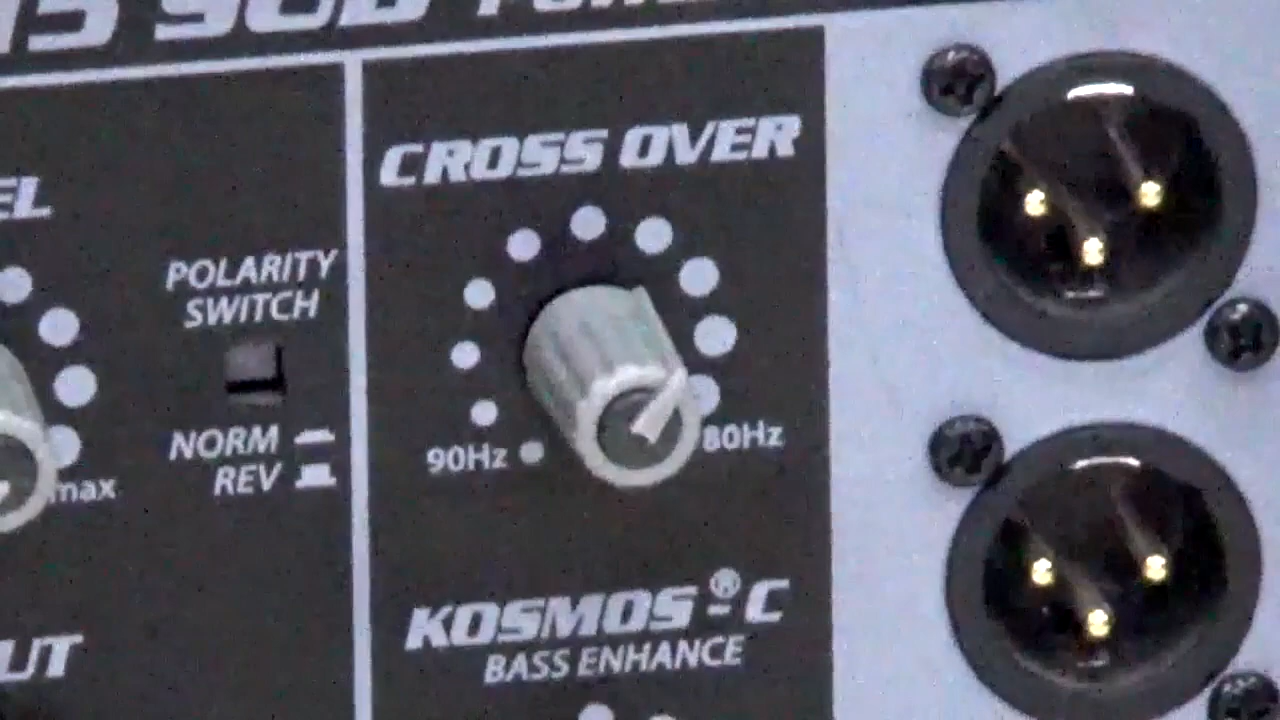 CROSS OVER
POLARITY
SWITCH
NORM
REV
max
90Hz
80Hz
KOSMOS®-C
BASS ENHANCE